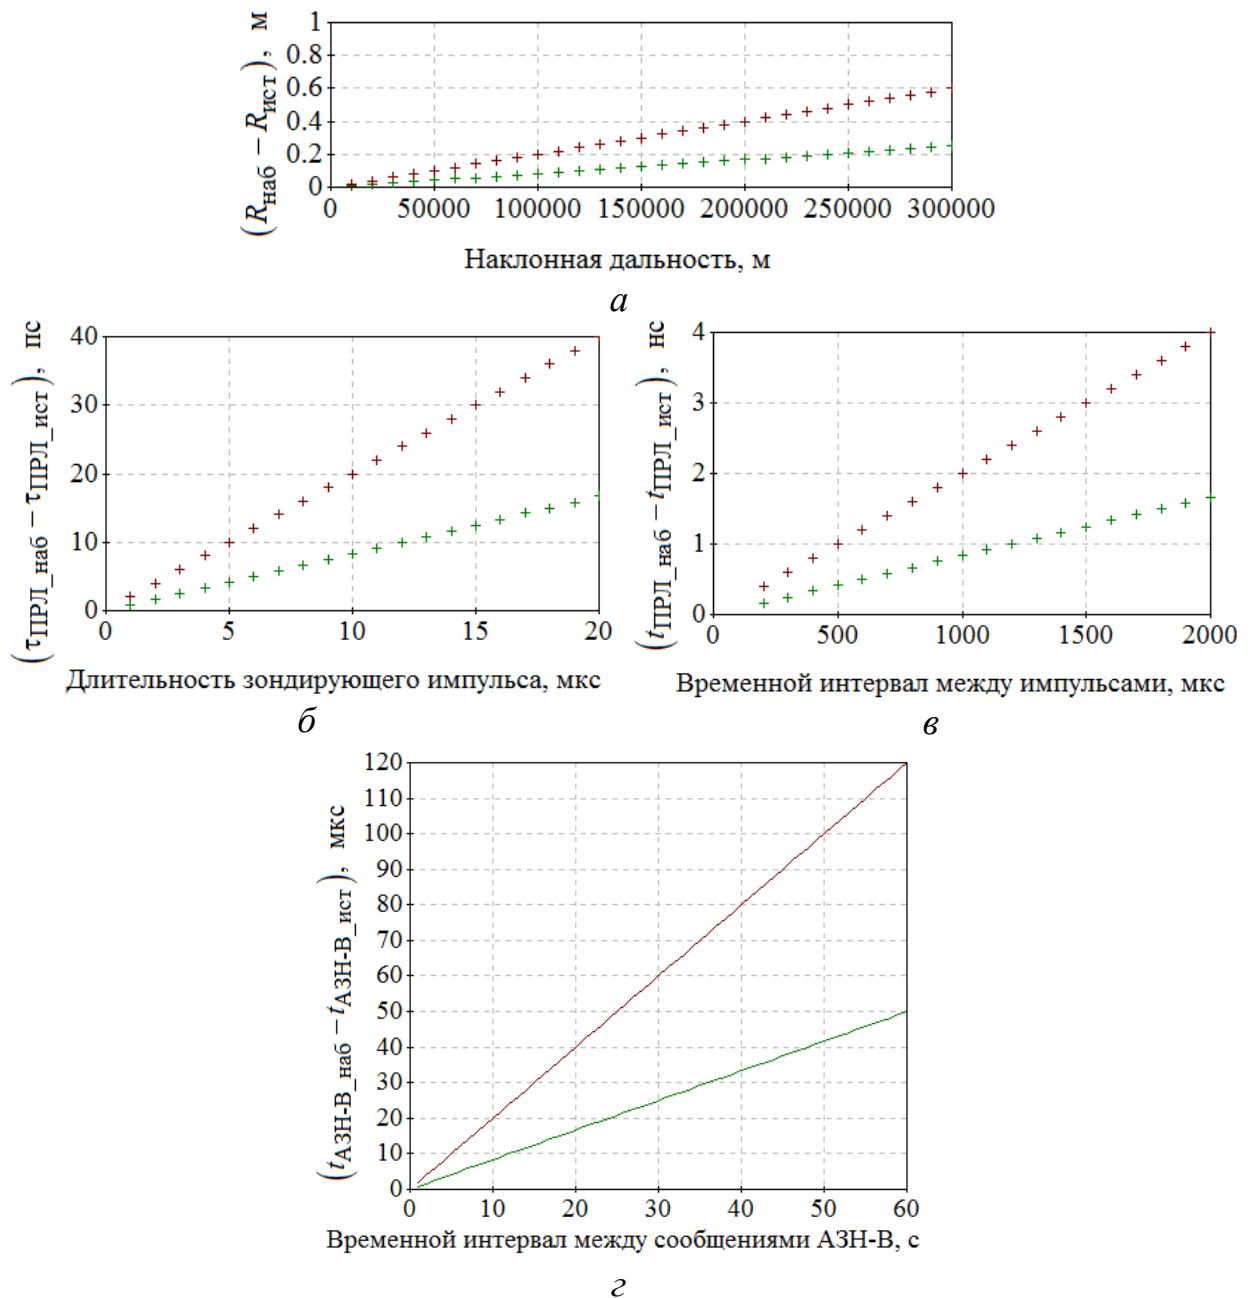 (Rнаб − Rист), м
1
0.8
0.6
0.4
0.2
0
0 50000 100000 150000 200000 250000 300000
Наклонная дальность, м
а
(τПРЛ_наб − τПРЛ_ист), пс
40
30
20
10
0
0 5 10 15 20
Длительность зондирующего импульса, мкс
б
(tПРЛ_наб − tПРЛ_ист), нс
4
3
2
1
0
0 500 1000 1500 2000
Временной интервал между импульсами, мкс
в
(tАЗН-В_наб − tАЗН-В_ист), мкс
120
110
100
90
80
70
60
50
40
30
20
10
0
0 10 20 30 40 50 60
Временной интервал между сообщениями АЗН-В, с
г